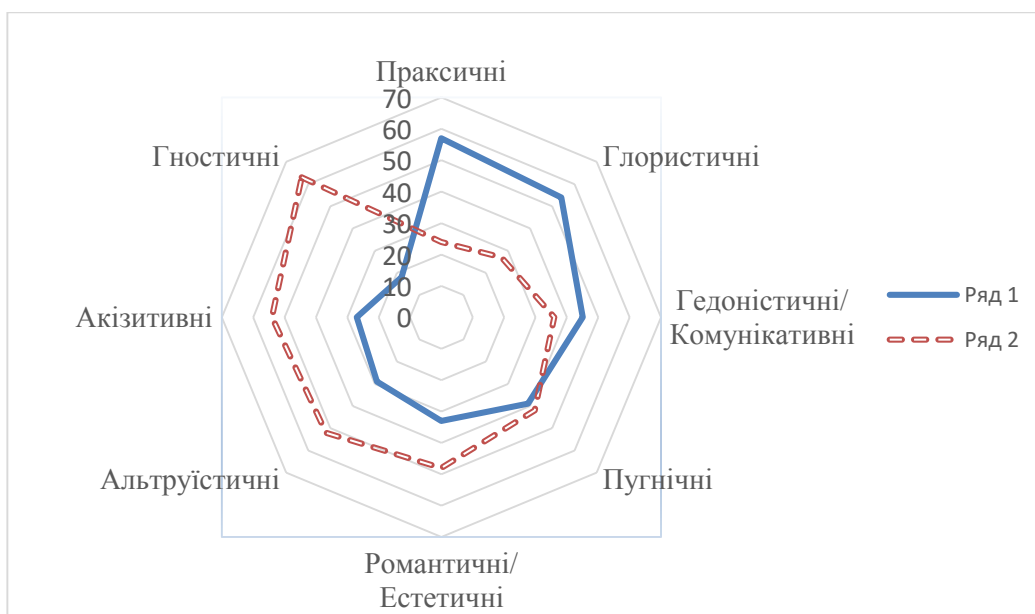 Праксичні
70
60
50
40
30
20
10
0
Глористичні
Гедоністичні/
Комунікативні
Пугнічні
Романтичні/
Естетичні
Альтруїстичні
Акізитивні
Гностичні
Ряд 1
Ряд 2